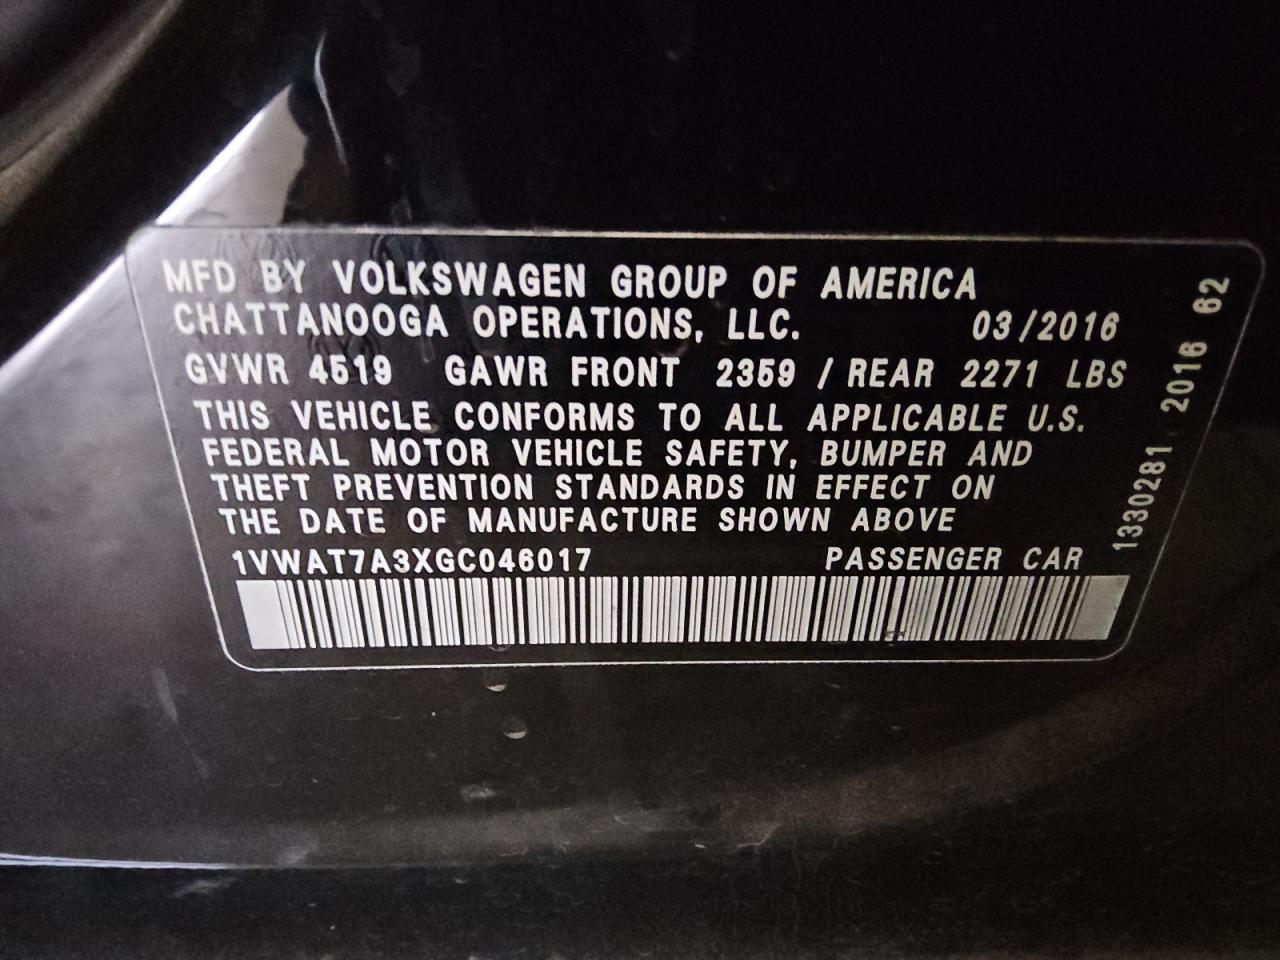 MFD BY VOLKSWAGEN GROUP OF AMERICA
CHATTANOOGA OPERATIONS, LLC. 03/2016
GVWR 4519 GAWR FRONT 2359 / REAR 2271 LBS
THIS VEHICLE CONFORMS TO ALL APPLICABLE U.S.
FEDERAL MOTOR VEHICLE SAFETY, BUMPER AND
THEFT PREVENTION STANDARDS IN EFFECT ON
THE DATE OF MANUFACTURE SHOWN ABOVE
1VWAT7A3XGC046017 PASSENGER CAR
1330281 2016 62